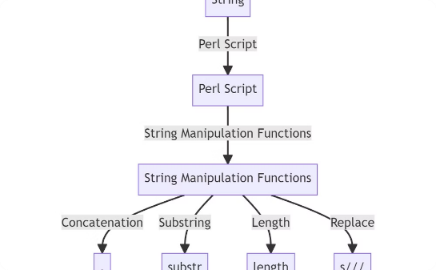 String
Perl Script
Perl Script
String Manipulation Functions
String Manipulation Functions
Concatenation Substring Length Replace
. substr length s///